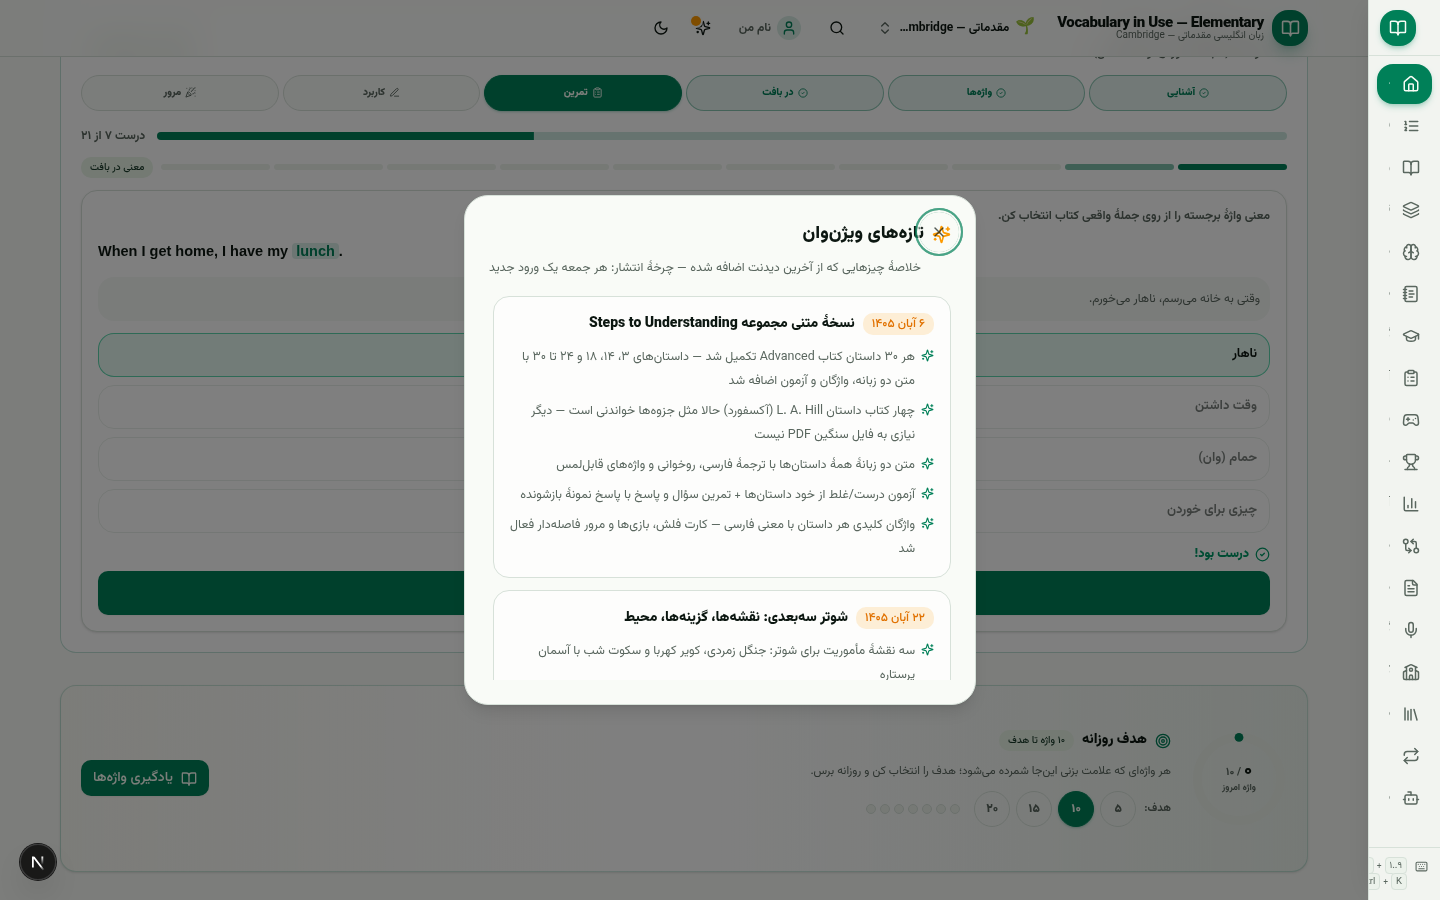 Vocabulary in Use — Elementary
زبان انگلیسی مقدماتی — Cambridge
مقدماتی — mbridge...
نام من
آشنایی
واژه‌ها
در بافت
تمرین
کاربرد
مرور
درست ۷ از ۲۱
معنی در بافت
معنی واژهٔ برجسته را از روی جملهٔ واقعی کتاب انتخاب کن.
When I get home, I have my lunch.
وقتی به خانه می‌رسم، ناهار می‌خورم.
ناهار
وقت داشتن
حمام (وان)
چیزی برای خوردن
درست بود!
تازه‌های ویژن‌وان
خلاصهٔ چیزهایی که از آخرین دیدنت اضافه شده — چرخهٔ انتشار: هر جمعه یک ورود جدید
۶ آبان ۱۴۰۵
نسخهٔ متنی مجموعه Steps to Understanding
هر ۳۰ داستان کتاب Advanced تکمیل شد — داستان‌های ۳، ۱۴، ۱۸ و ۲۴ تا ۳۰ با
متن دو زبانه، واژگان و آزمون اضافه شد
چهار کتاب داستان L. A. Hill (آکسفورد) حالا مثل جزوه‌ها خواندنی است — دیگر
نیازی به فایل سنگین PDF نیست
متن دو زبانهٔ همهٔ داستان‌ها با ترجمهٔ فارسی، روخوانی و واژه‌های قابل‌لمس
آزمون درست/غلط از خود داستان‌ها + تمرین سؤال و پاسخ با پاسخ نمونهٔ بازشونده
واژگان کلیدی هر داستان با معنی فارسی — کارت فلش، بازی‌ها و مرور فاصله‌دار فعال
شد
۲۲ آبان ۱۴۰۵
شوتر سه‌بعدی: نقشه‌ها، گزینه‌ها، محیط
سه نقشهٔ مأموریت برای شوتر: جنگل زمردی، کویر کهربا و سکوت شب با آسمان
پرستاره
هدف روزانه
۱۰ واژه تا هدف
هر واژه‌ای که علامت بزنی این‌جا شمرده می‌شود؛ هدف را انتخاب کن و روزانه برس.
هدف:
۵
۱۰
۱۵
۲۰
۰ / ۱۰
واژه امروز
یادگیری واژه‌ها
N
+ ۱..۹
+ K